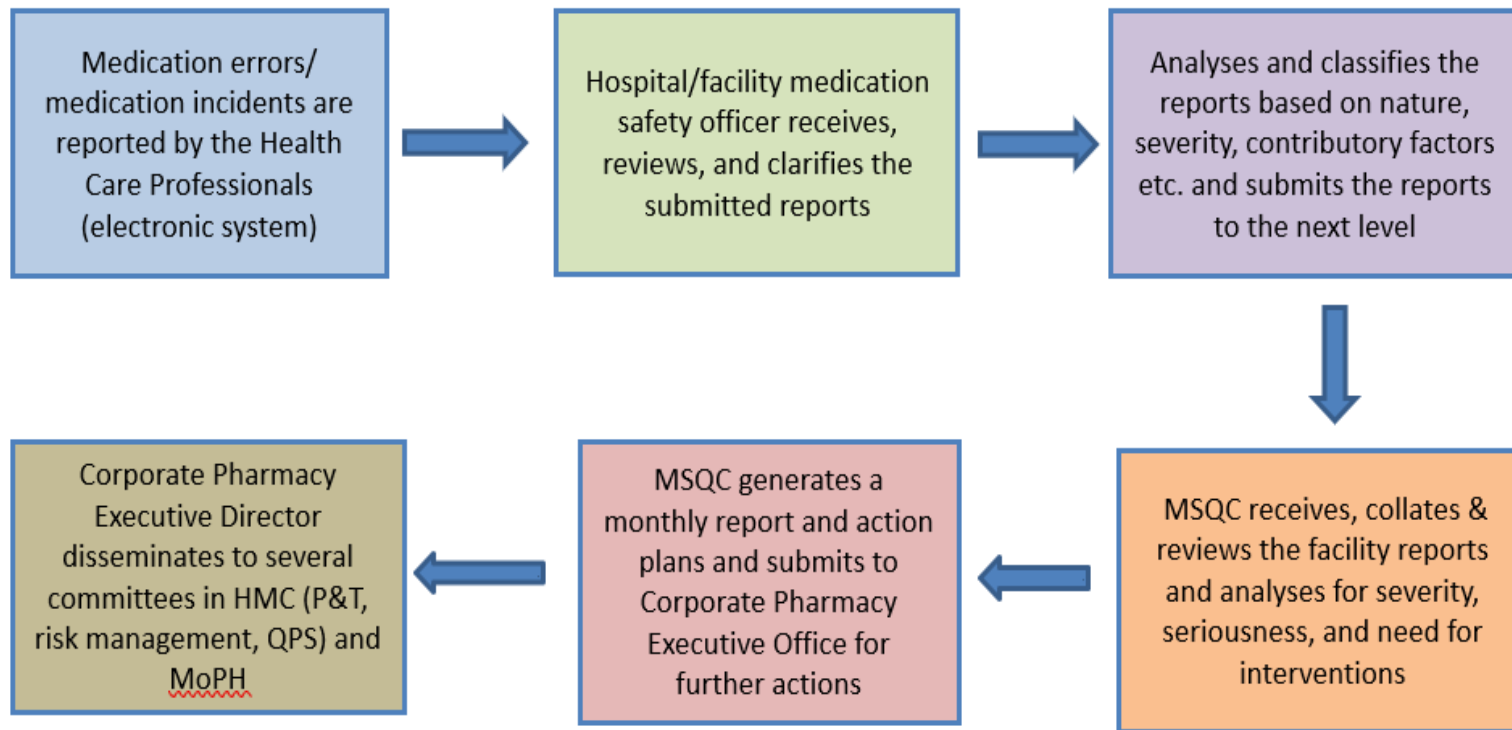 Medication errors/
medication incidents are
reported by the Health
Care Professionals
(electronic system)
Hospital/facility medication
safety officer receives,
reviews, and clarifies the
submitted reports
Analyses and classifies the
reports based on nature,
severity, contributory factors
etc. and submits the reports
to the next level
MSQC receives, collates &
reviews the facility reports
and analyses for severity,
seriousness, and need for
interventions
MSQC generates a
monthly report and action
plans and submits to
Corporate Pharmacy
Executive Office for
further actions
Corporate Pharmacy
Executive Director
disseminates to several
committees in HMC (P&T,
risk management, QPS) and
MoPH